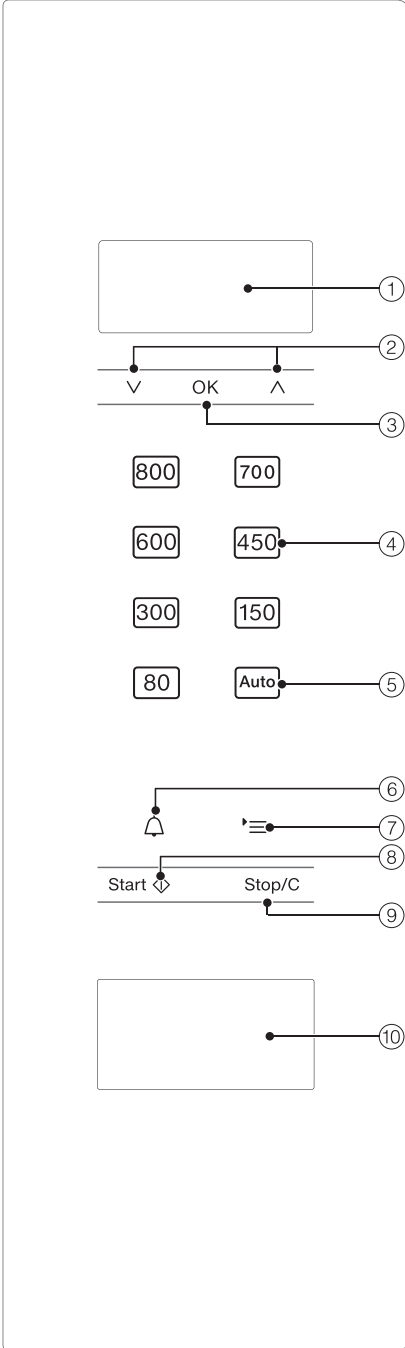 ①
②
∨ OK ∧
③
800 700
600 450 ④
300 150
80 Auto ⑤
⑥
⑦
⑧
Start Stop/C
⑨
⑩